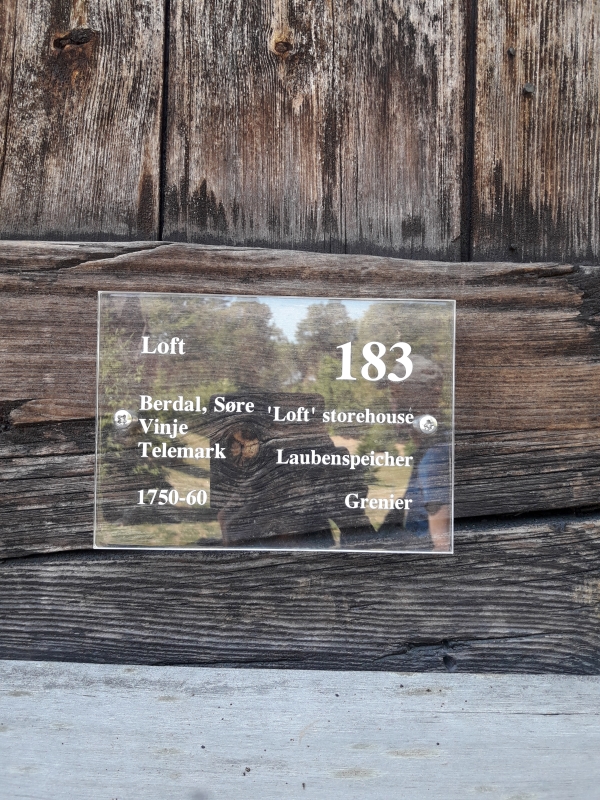 Loft
183
Berdal, Søre
Vinje
Telemark
1750-60
'Loft' storehouse
Laubenspeicher
Grenier